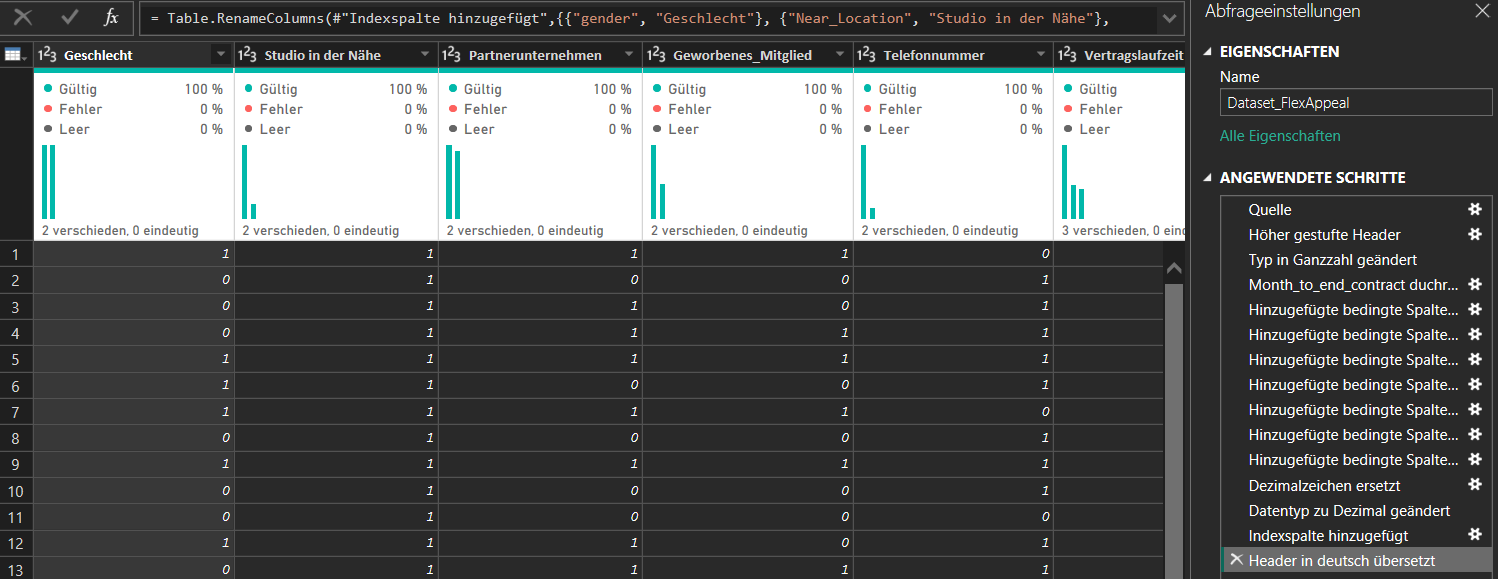 = Table.RenameColumns(#"Indexspalte hinzugefügt",{{"gender", "Geschlecht"}, {"Near_Location", "Studio in der Nähe"},
Abfrageeinstellungen
EIGENSCHAFTEN
Name
Dataset_FlexAppeal
Alle Eigenschaften
ANGEWENDETE SCHRITTE
Quelle
Höher gestufte Header
Typ in Ganzzahl geändert
Month_to_end_contract duchr...
Hinzugefügte bedingte Spalte...
Hinzugefügte bedingte Spalte...
Hinzugefügte bedingte Spalte...
Hinzugefügte bedingte Spalte...
Hinzugefügte bedingte Spalte...
Hinzugefügte bedingte Spalte...
Hinzugefügte bedingte Spalte...
Dezimalzeichen ersetzt
Datentyp zu Dezimal geändert
Indexspalte hinzugefügt
Header in deutsch übersetzt
1²3 Geschlecht 1²3 Studio in der Nähe 1²3 Partnerunternehmen 1²3 Geworbenes_Mitglied 1²3 Telefonnummer 1²3 Vertragslaufzeit
Gültig 100 % Gültig 100 % Gültig 100 % Gültig 100 % Gültig 100 % Gültig
Fehler 0 % Fehler 0 % Fehler 0 % Fehler 0 % Fehler 0 % Fehler
Leer 0 % Leer 0 % Leer 0 % Leer 0 % Leer 0 % Leer
2 verschieden, 0 eindeutig 2 verschieden, 0 eindeutig 2 verschieden, 0 eindeutig 2 verschieden, 0 eindeutig 2 verschieden, 0 eindeutig 3 verschieden, 0 eind
1 1 1 1 1 0
2 0 1 0 0 1
3 0 1 1 0 1
4 0 1 1 1 1
5 1 1 1 1 1
6 1 1 0 0 1
7 1 1 1 1 0
8 0 1 0 0 1
9 1 1 1 1 1
10 0 1 0 0 1
11 0 1 0 0 0
12 1 1 1 0 1
13 0 1 1 1 1